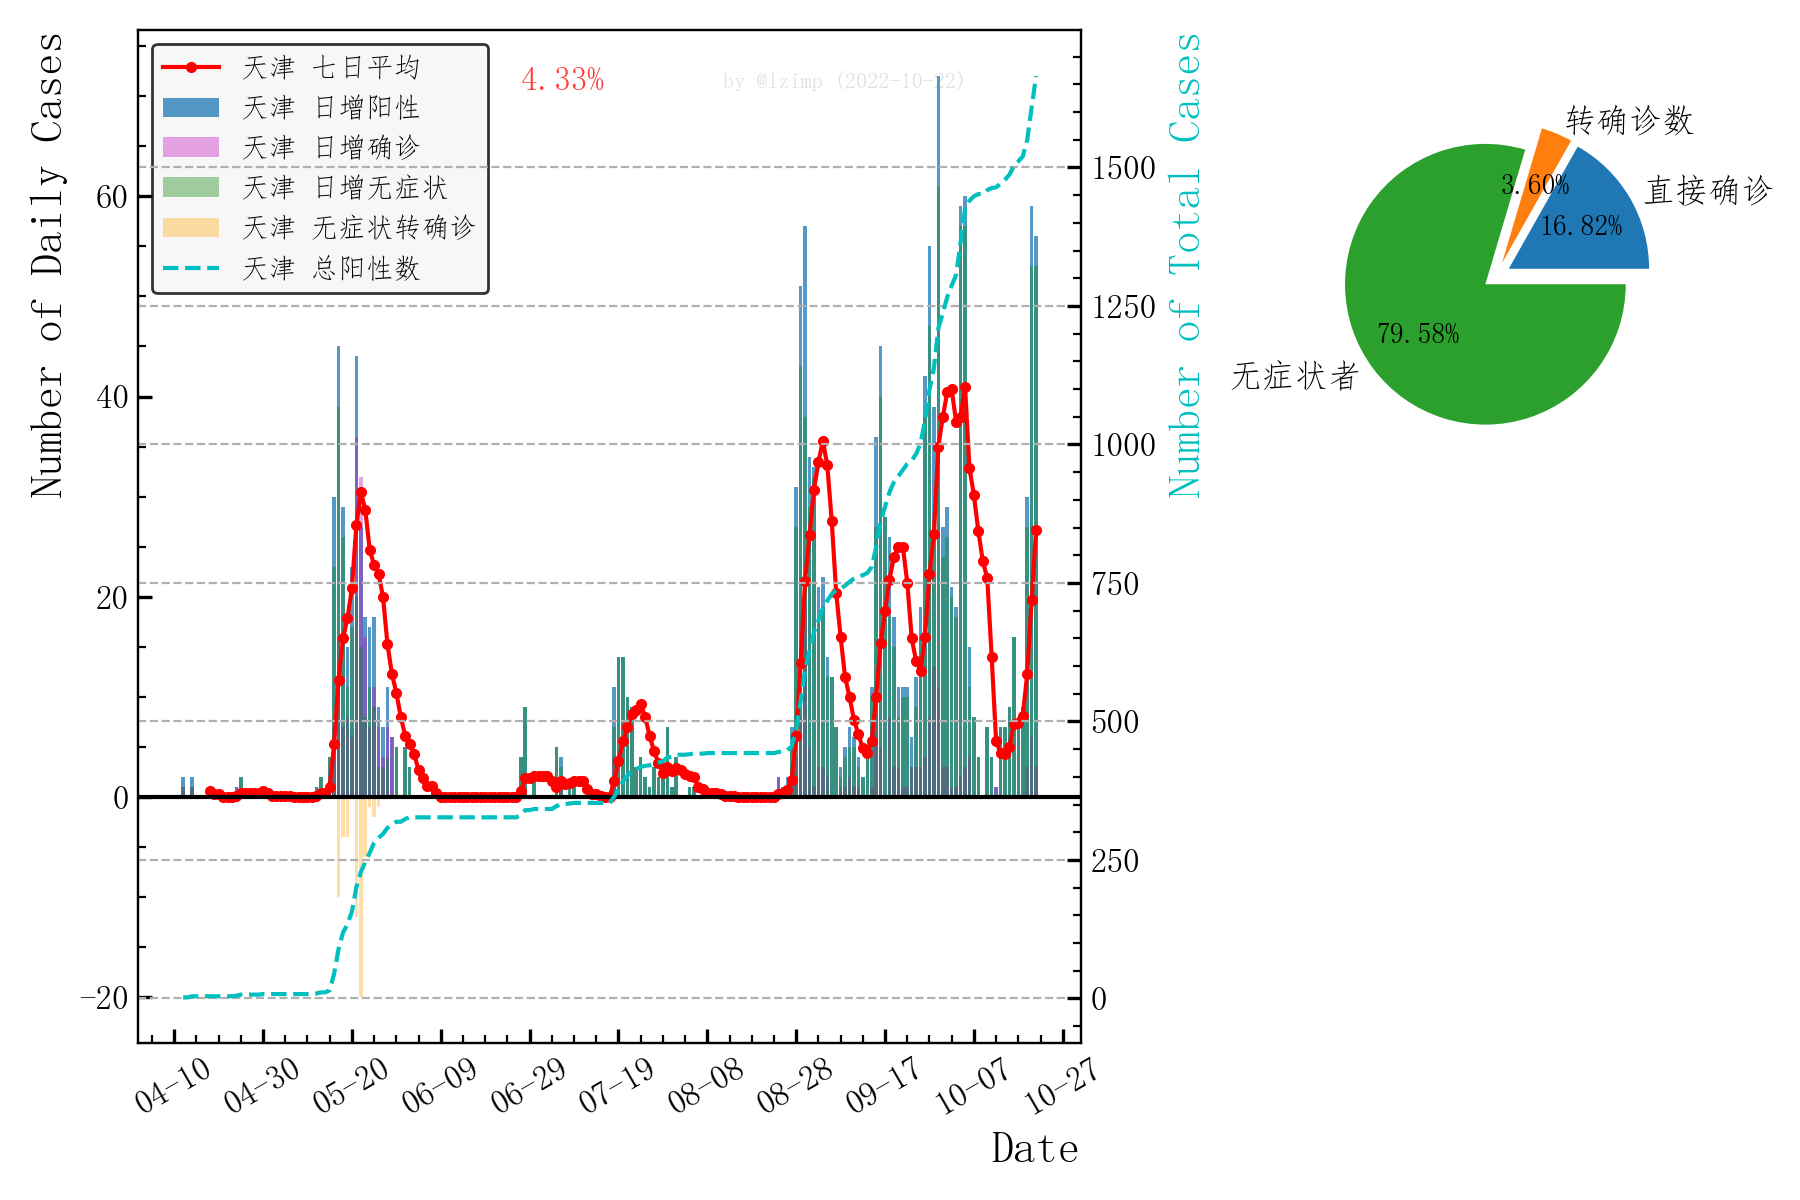 Number of Daily Cases
天津 七日平均
天津 日增阳性
天津 日增确诊
天津 日增无症状
天津 无症状转确诊
天津 总阳性数
4.33%
by @lzimp (2022-10-22)
60
40
20
0
−20
1500
1250
1000
750
500
250
0
Number of Total Cases
04−10
04−30
05−20
06−09
06−29
07−19
08−08
08−28
09−17
10−07
10−27
Date
转确诊数
直接确诊
3.60%
16.82%
79.58%
无症状者